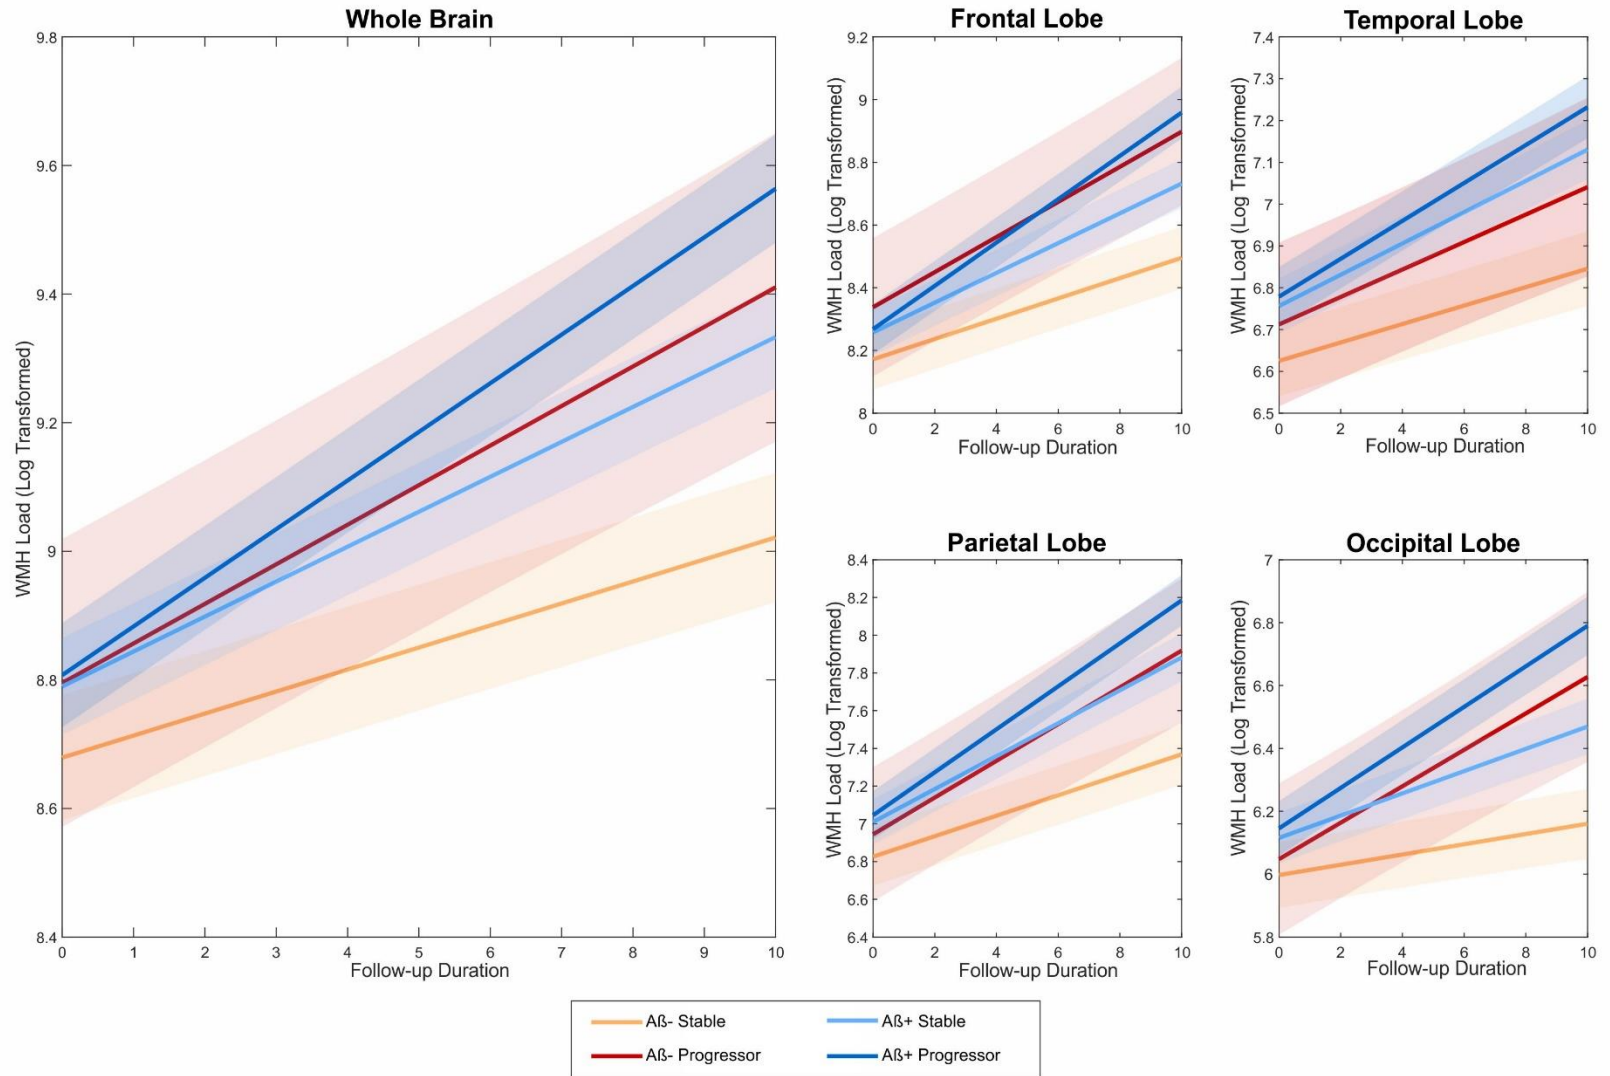 Whole Brain
9.8
9.6
9.4
9.2
9
8.8
8.6
8.4
WMH Load (Log Transformed)
0 1 2 3 4 5 6 7 8 9 10
Follow-up Duration
Frontal Lobe
9.2
9
8.8
8.6
8.4
8.2
8
WMH Load (Log Transformed)
0 2 4 6 8 10
Follow-up Duration
Temporal Lobe
7.4
7.3
7.2
7.1
7
6.9
6.8
6.7
6.6
6.5
WMH Load (Log Transformed)
0 2 4 6 8 10
Follow-up Duration
Parietal Lobe
8.4
8.2
8
7.8
7.6
7.4
7.2
7
6.8
6.6
6.4
WMH Load (Log Transformed)
0 2 4 6 8 10
Follow-up Duration
Occipital Lobe
7
6.8
6.6
6.4
6.2
6
5.8
WMH Load (Log Transformed)
0 2 4 6 8 10
Follow-up Duration
Aß- Stable
Aß+ Stable
Aß- Progressor
Aß+ Progressor